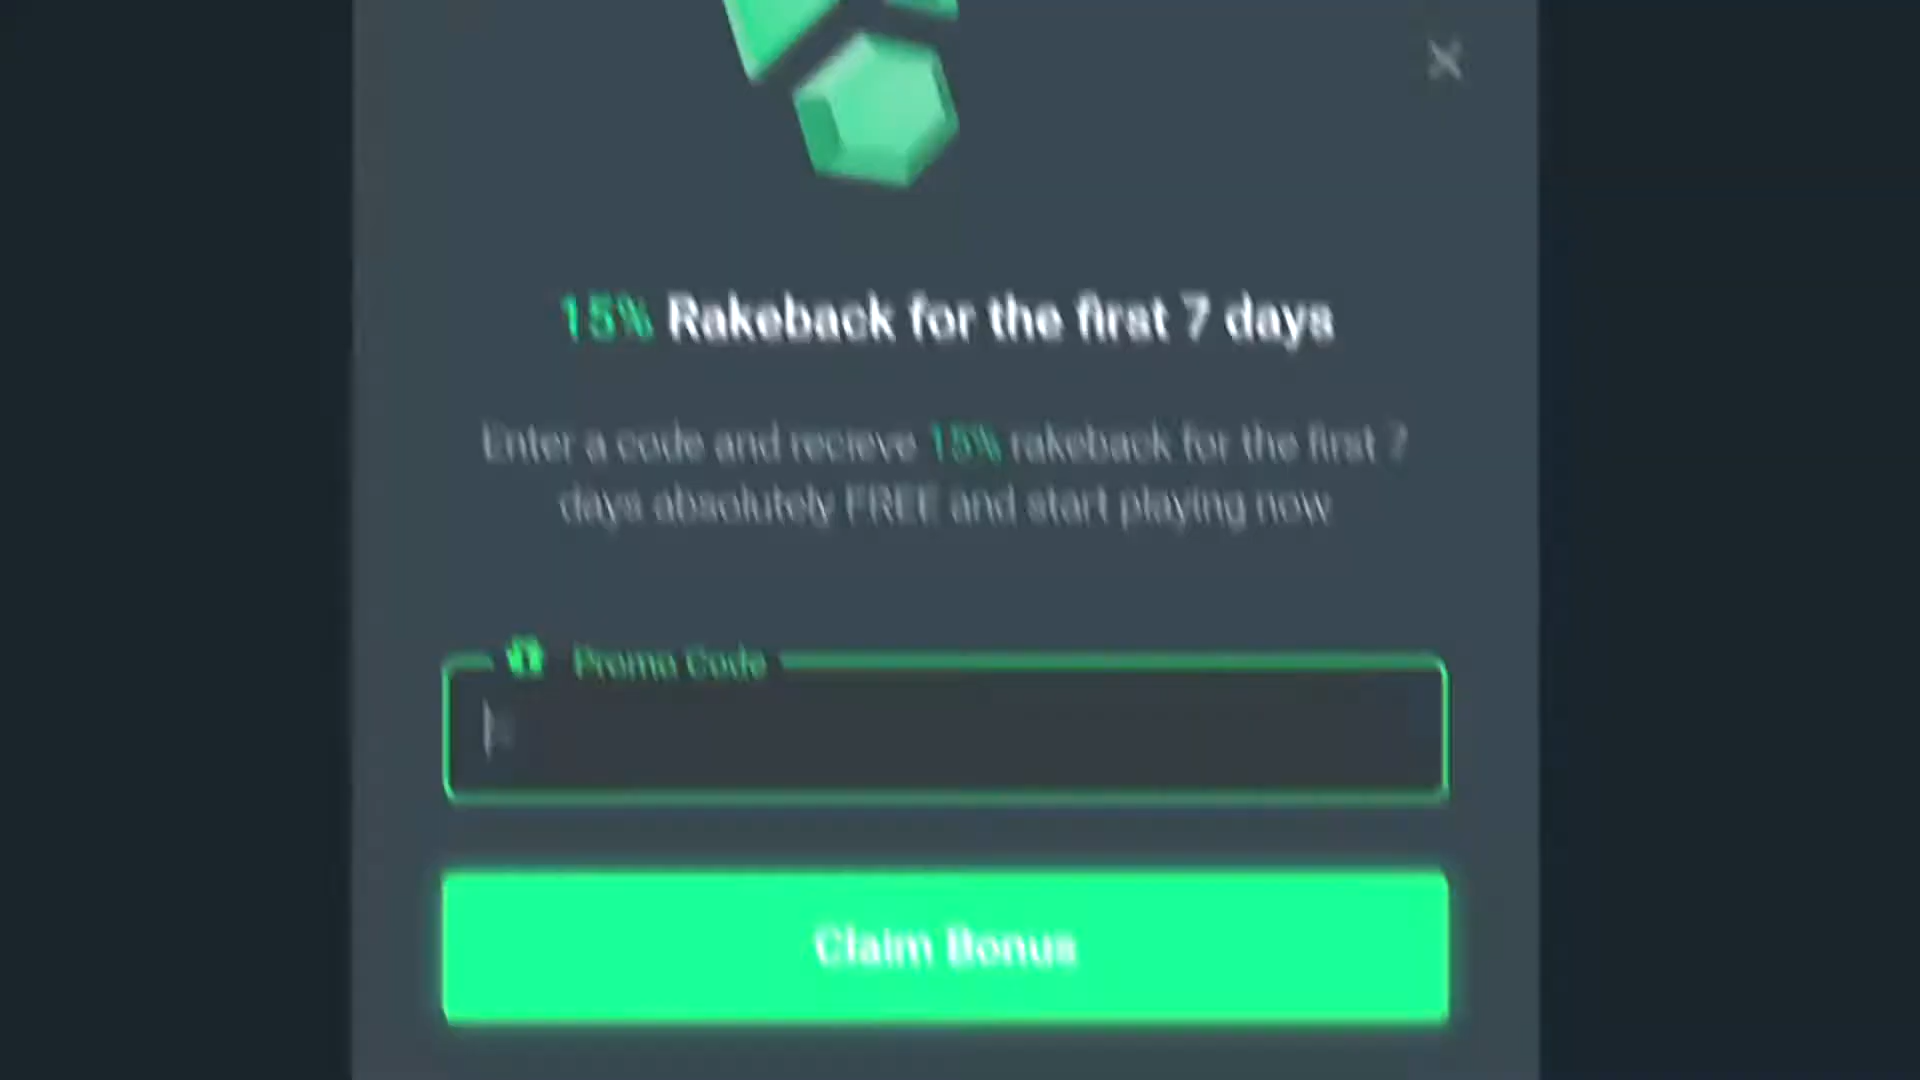 15% Rakeback for the first 7 days
Enter a code and recieve 15% rakeback for the first 7
days absolutely FREE and start playing now
Promo Code
Claim Bonus